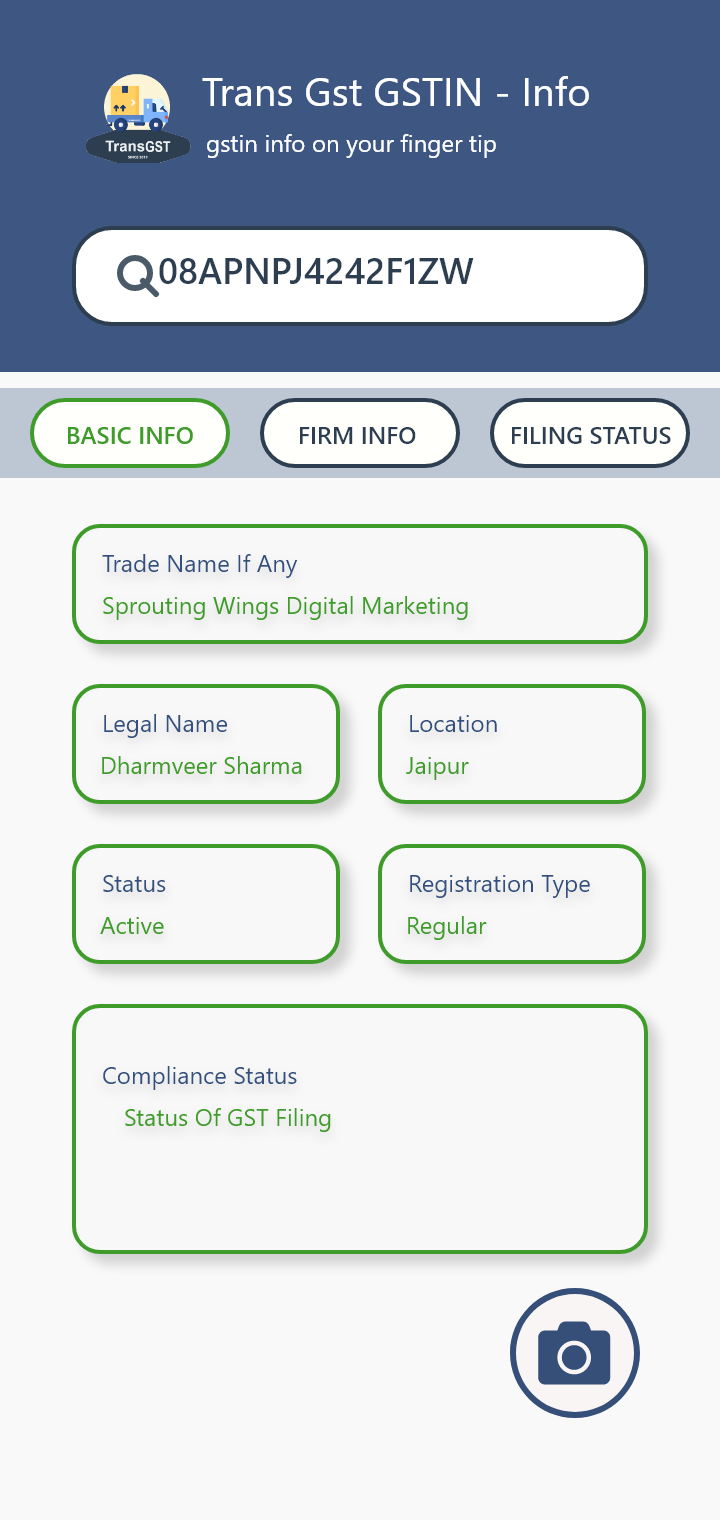 Trans Gst GSTIN - Info
TransGST
SINCE 2017
gstin info on your finger tip
08APNPJ4242F1ZW
BASIC INFO
FIRM INFO
FILING STATUS
Trade Name If Any
Sprouting Wings Digital Marketing
Legal Name
Dharmveer Sharma
Location
Jaipur
Status
Active
Registration Type
Regular
Compliance Status
Status Of GST Filing